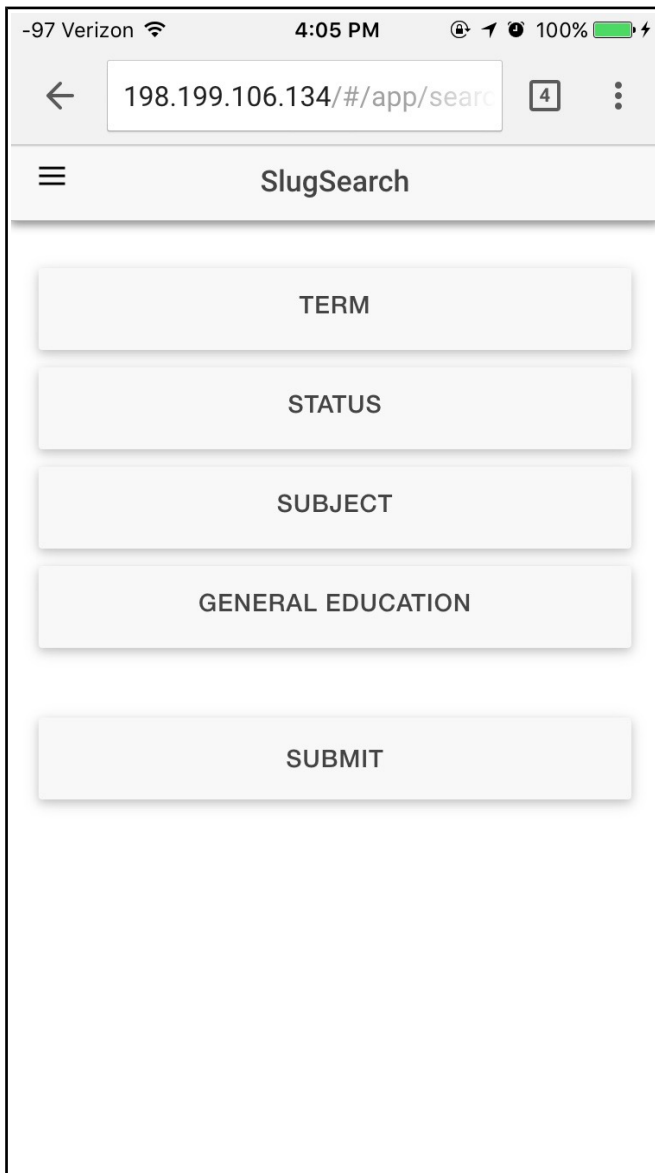 -97 Verizon 4:05 PM 100%
198.199.106.134/#/app/searc 4
SlugSearch
TERM
STATUS
SUBJECT
GENERAL EDUCATION
SUBMIT